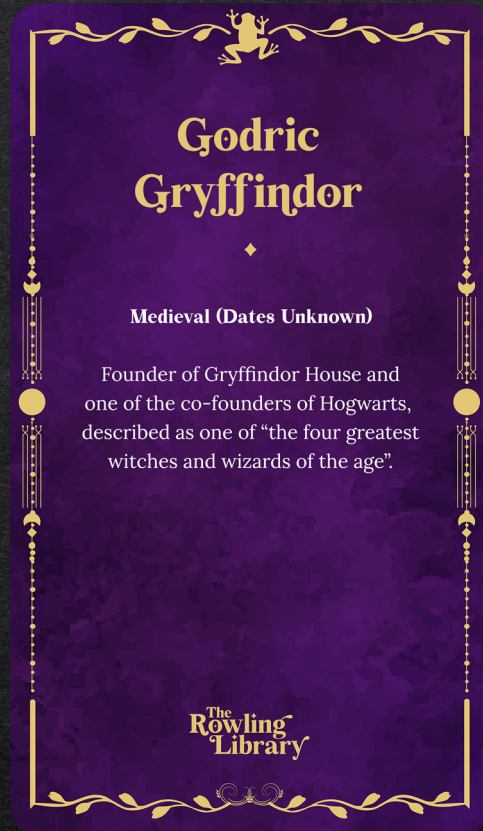 Godric
Gryffindor
Medieval (Dates Unknown)
Founder of Gryffindor House and
one of the co-founders of Hogwarts,
described as one of “the four greatest
witches and wizards of the age”.
The
Rowling
Library